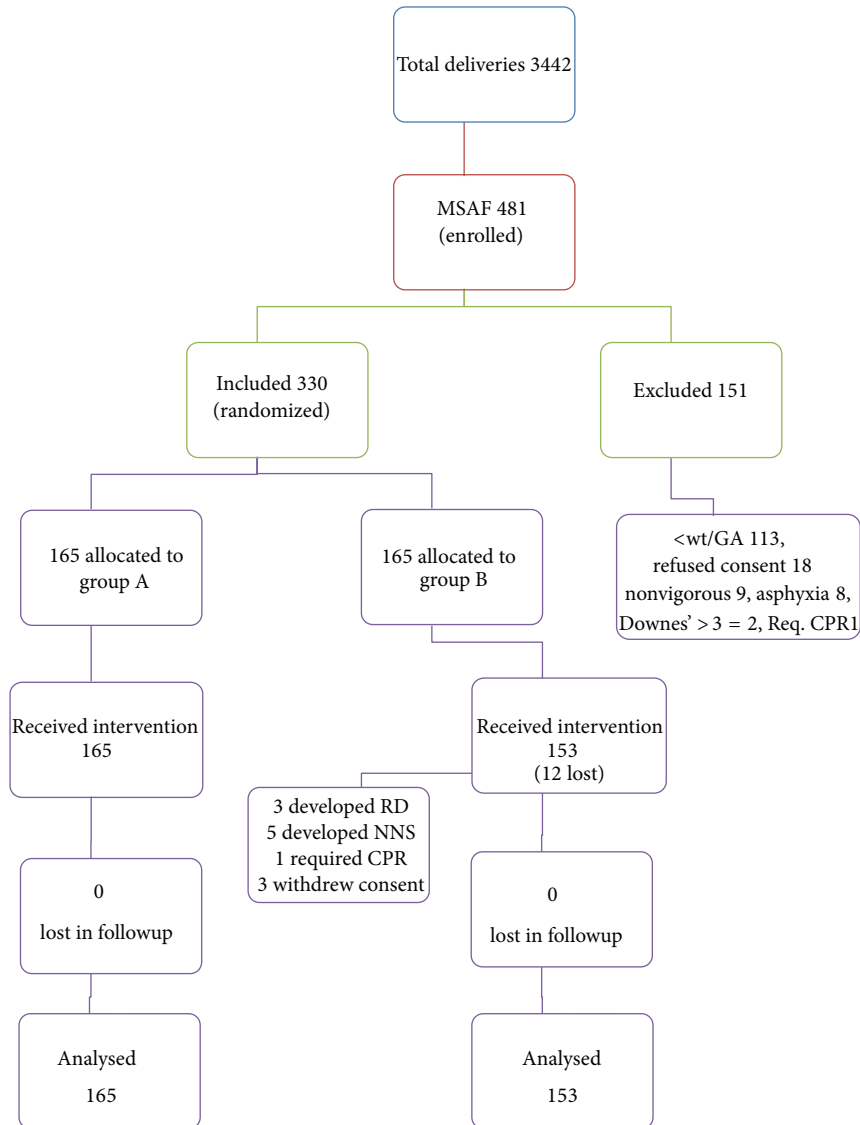 Total deliveries 3442
MSAF 481
(enrolled)
Included 330
(randomized)
Excluded 151
165 allocated to
group A
165 allocated to
group B
<wt/GA 113,
refused consent 18
nonvigorous 9, asphyxia 8,
Downes’ > 3 = 2, Req. CPR1
Received intervention
165
Received intervention
153
(12 lost)
3 developed RD
5 developed NNS
1 required CPR
3 withdrew consent
0
lost in followup
0
lost in followup
Analysed
165
Analysed
153